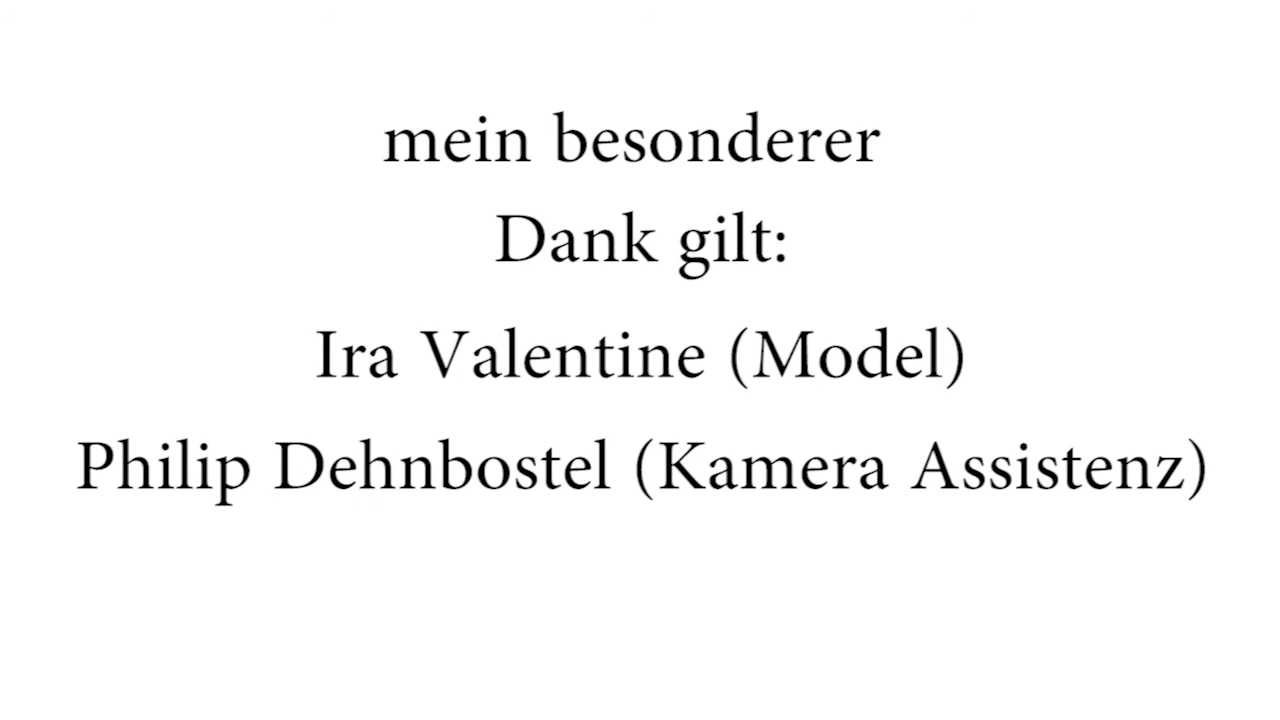 mein besonderer
Dank gilt:
Ira Valentine (Model)
Philip Dehnbostel (Kamera Assistenz)